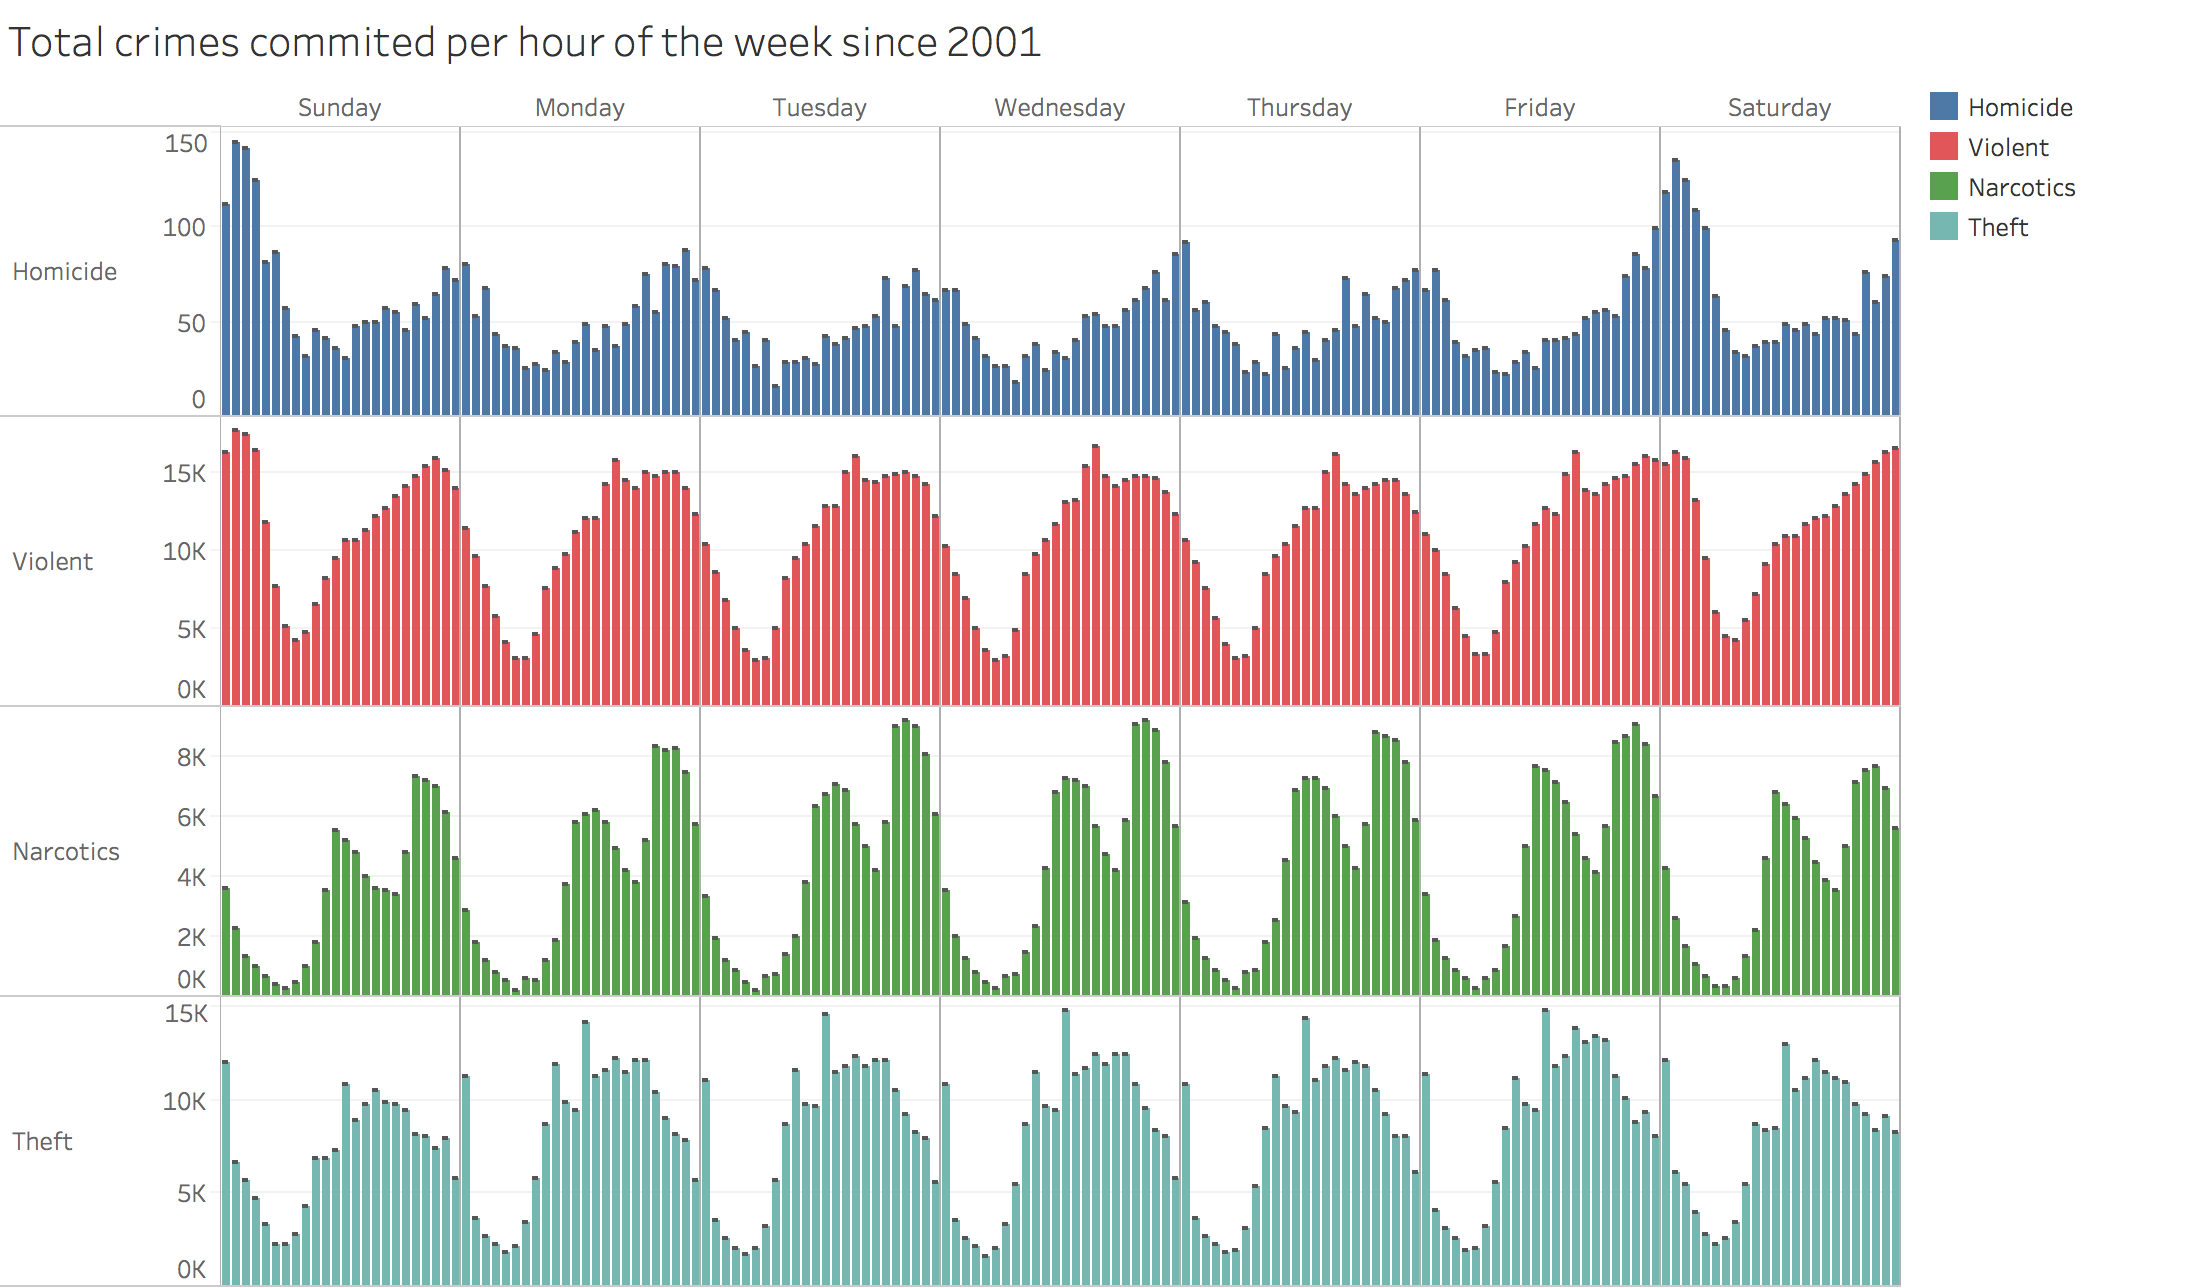 Total crimes commited per hour of the week since 2001
Sunday Monday Tuesday Wednesday Thursday Friday Saturday
Homicide
Violent
Narcotics
Theft
Homicide
150
100
50
0
Violent
15K
10K
5K
0K
Narcotics
8K
6K
4K
2K
0K
Theft
15K
10K
5K
0K